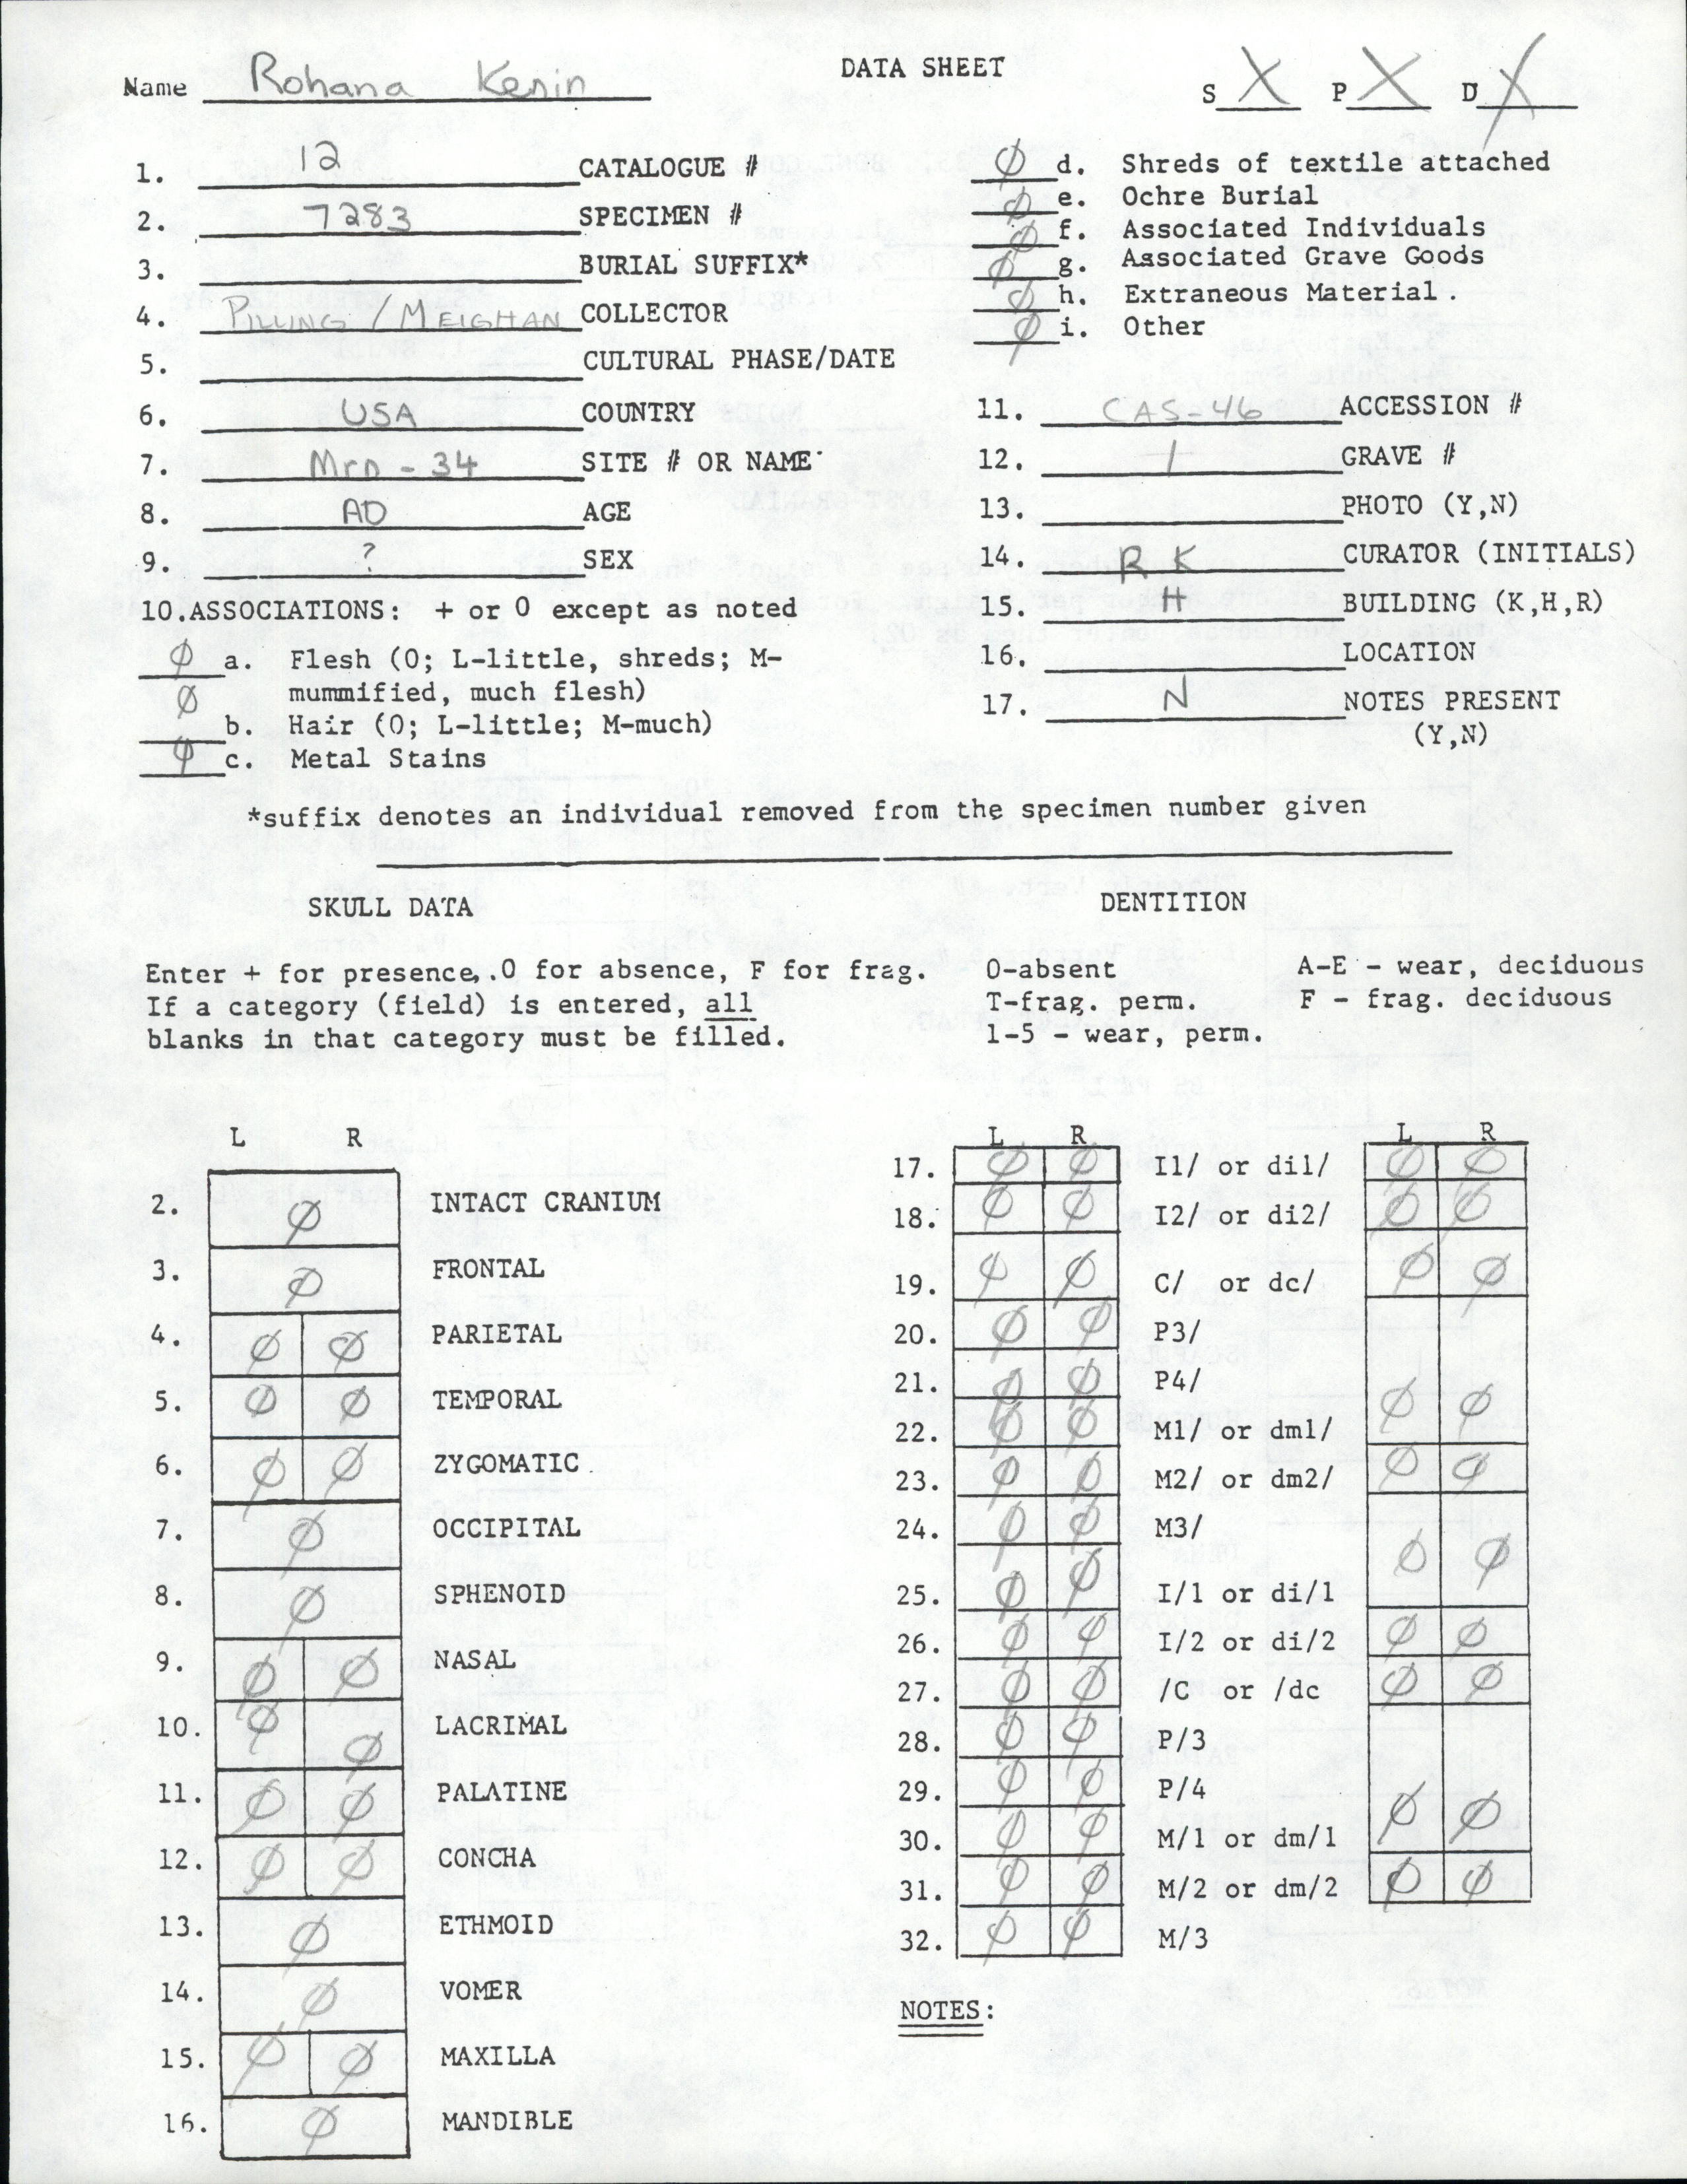 DATA SHEET
Name Rohana Kenin
S X P X D X
1. 12 CATALOGUE #
2. 7283 SPECIMEN #
3. BURIAL SUFFIX*
4. PILLING / MEIGHAN COLLECTOR
5. CULTURAL PHASE/DATE
6. USA COUNTRY
7. Mrn - 34 SITE # OR NAME
8. AD AGE
9. ? SEX
10. ASSOCIATIONS: + or 0 except as noted
Ø a. Flesh (0; L-little, shreds; M-
mummified, much flesh)
Ø b. Hair (0; L-little; M-much)
Ø c. Metal Stains
Ø d. Shreds of textile attached
Ø e. Ochre Burial
Ø f. Associated Individuals
Ø g. Associated Grave Goods
Ø h. Extraneous Material.
Ø i. Other
11. CAS-46 ACCESSION #
12. 1 GRAVE #
13. PHOTO (Y,N)
14. R K CURATOR (INITIALS)
15. H BUILDING (K,H,R)
16. LOCATION
17. N NOTES PRESENT
(Y,N)
*suffix denotes an individual removed from the specimen number given
SKULL DATA
Enter + for presence, .0 for absence, F for frag.
If a category (field) is entered, all
blanks in that category must be filled.
L R
2. Ø INTACT CRANIUM
3. Ø FRONTAL
4. Ø Ø PARIETAL
5. Ø Ø TEMPORAL
6. Ø Ø ZYGOMATIC
7. Ø OCCIPITAL
8. Ø SPHENOID
9. Ø Ø NASAL
10. Ø Ø LACRIMAL
11. Ø Ø PALATINE
12. Ø Ø CONCHA
13. Ø ETHMOID
14. Ø VOMER
15. Ø Ø MAXILLA
16. Ø MANDIBLE
DENTITION
0-absent A-E - wear, deciduous
T-frag. perm. F - frag. deciduous
1-5 - wear, perm.
L R L R
17. Ø Ø I1/ or di1/ Ø Ø
18. Ø Ø I2/ or di2/ Ø Ø
19. Ø Ø C/ or dc/ Ø Ø
20. Ø Ø P3/
21. Ø Ø P4/
22. Ø Ø M1/ or dm1/ Ø Ø
23. Ø Ø M2/ or dm2/ Ø Ø
24. Ø Ø M3/
25. Ø Ø I/1 or di/1 Ø Ø
26. Ø Ø I/2 or di/2 Ø Ø
27. Ø Ø /C or /dc Ø Ø
28. Ø Ø P/3
29. Ø Ø P/4
30. Ø Ø M/1 or dm/1 Ø Ø
31. Ø Ø M/2 or dm/2 Ø Ø
32. Ø Ø M/3
NOTES: